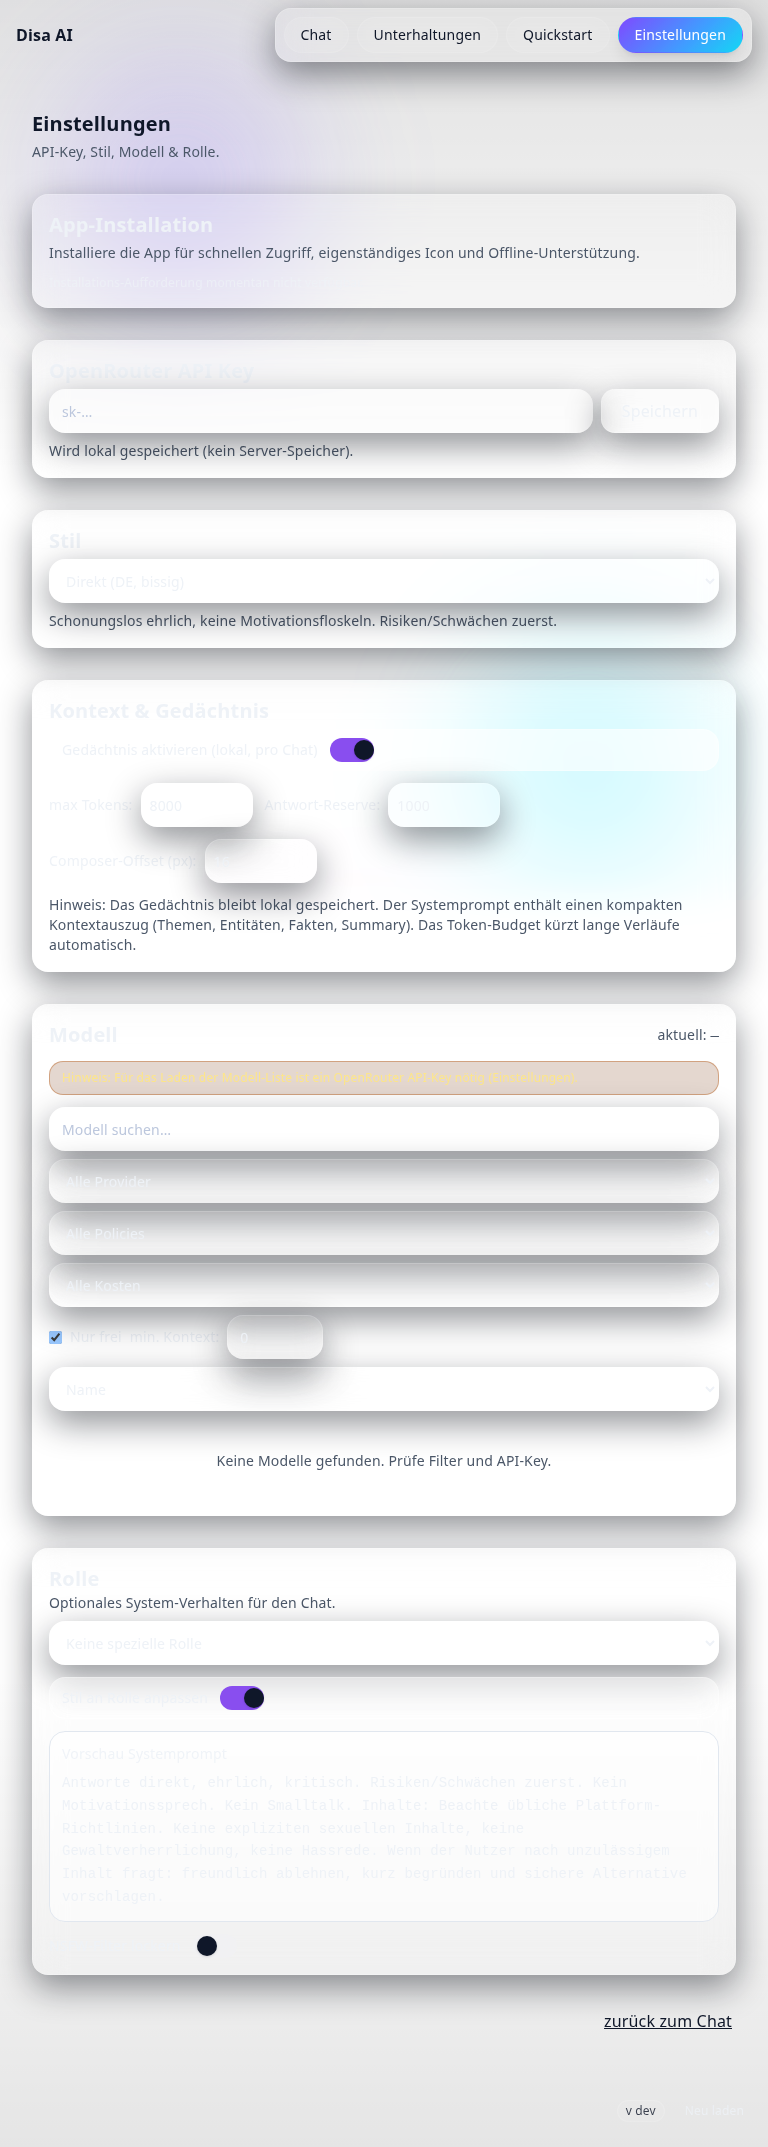 Disa AI
Chat
Unterhaltungen
Quickstart
Einstellungen
Einstellungen
API-Key, Stil, Modell & Rolle.
App-Installation
Installiere die App für schnellen Zugriff, eigenständiges Icon und Offline-Unterstützung.
OpenRouter API Key
sk-...
Speichern
Wird lokal gespeichert (kein Server-Speicher).
Stil
Direkt (DE, bissig)
Schonungslos ehrlich, keine Motivationsfloskeln. Risiken/Schwächen zuerst.
Kontext & Gedächtnis
Gedächtnis aktivieren (lokal, pro Chat)
max Tokens: 8000 Antwort-Reserve: 1000
Composer-Offset (px):
Hinweis: Das Gedächtnis bleibt lokal gespeichert. Der Systemprompt enthält einen kompakten
Kontextauszug (Themen, Entitäten, Fakten, Summary). Das Token-Budget kürzt lange Verläufe
automatisch.
Modell
aktuell: —
Hinweis: Für das Laden der Modell-Liste ist ein OpenRouter API-Key nötig (Einstellungen).
Modell suchen...
Alle Provider
Alle Policies
Alle Kosten
Nur frei min. Kontext: 0
Name
Keine Modelle gefunden. Prüfe Filter und API-Key.
Rolle
Optionales System-Verhalten für den Chat.
Keine spezielle Rolle
Vorschau Systemprompt
Antworte direkt, ehrlich, kritisch. Risiken/Schwächen zuerst. Kein
Motivationssprech. Kein Smalltalk. Inhalte: Beachte übliche Plattform-
Richtlinien. Keine expliziten sexuellen Inhalte, keine
Gewaltverherrlichung, keine Hassrede. Wenn der Nutzer nach unzulässigem
Inhalt fragt: freundlich ablehnen, kurz begründen und sichere Alternative
vorschlagen.
zurück zum Chat
v dev
Neu laden